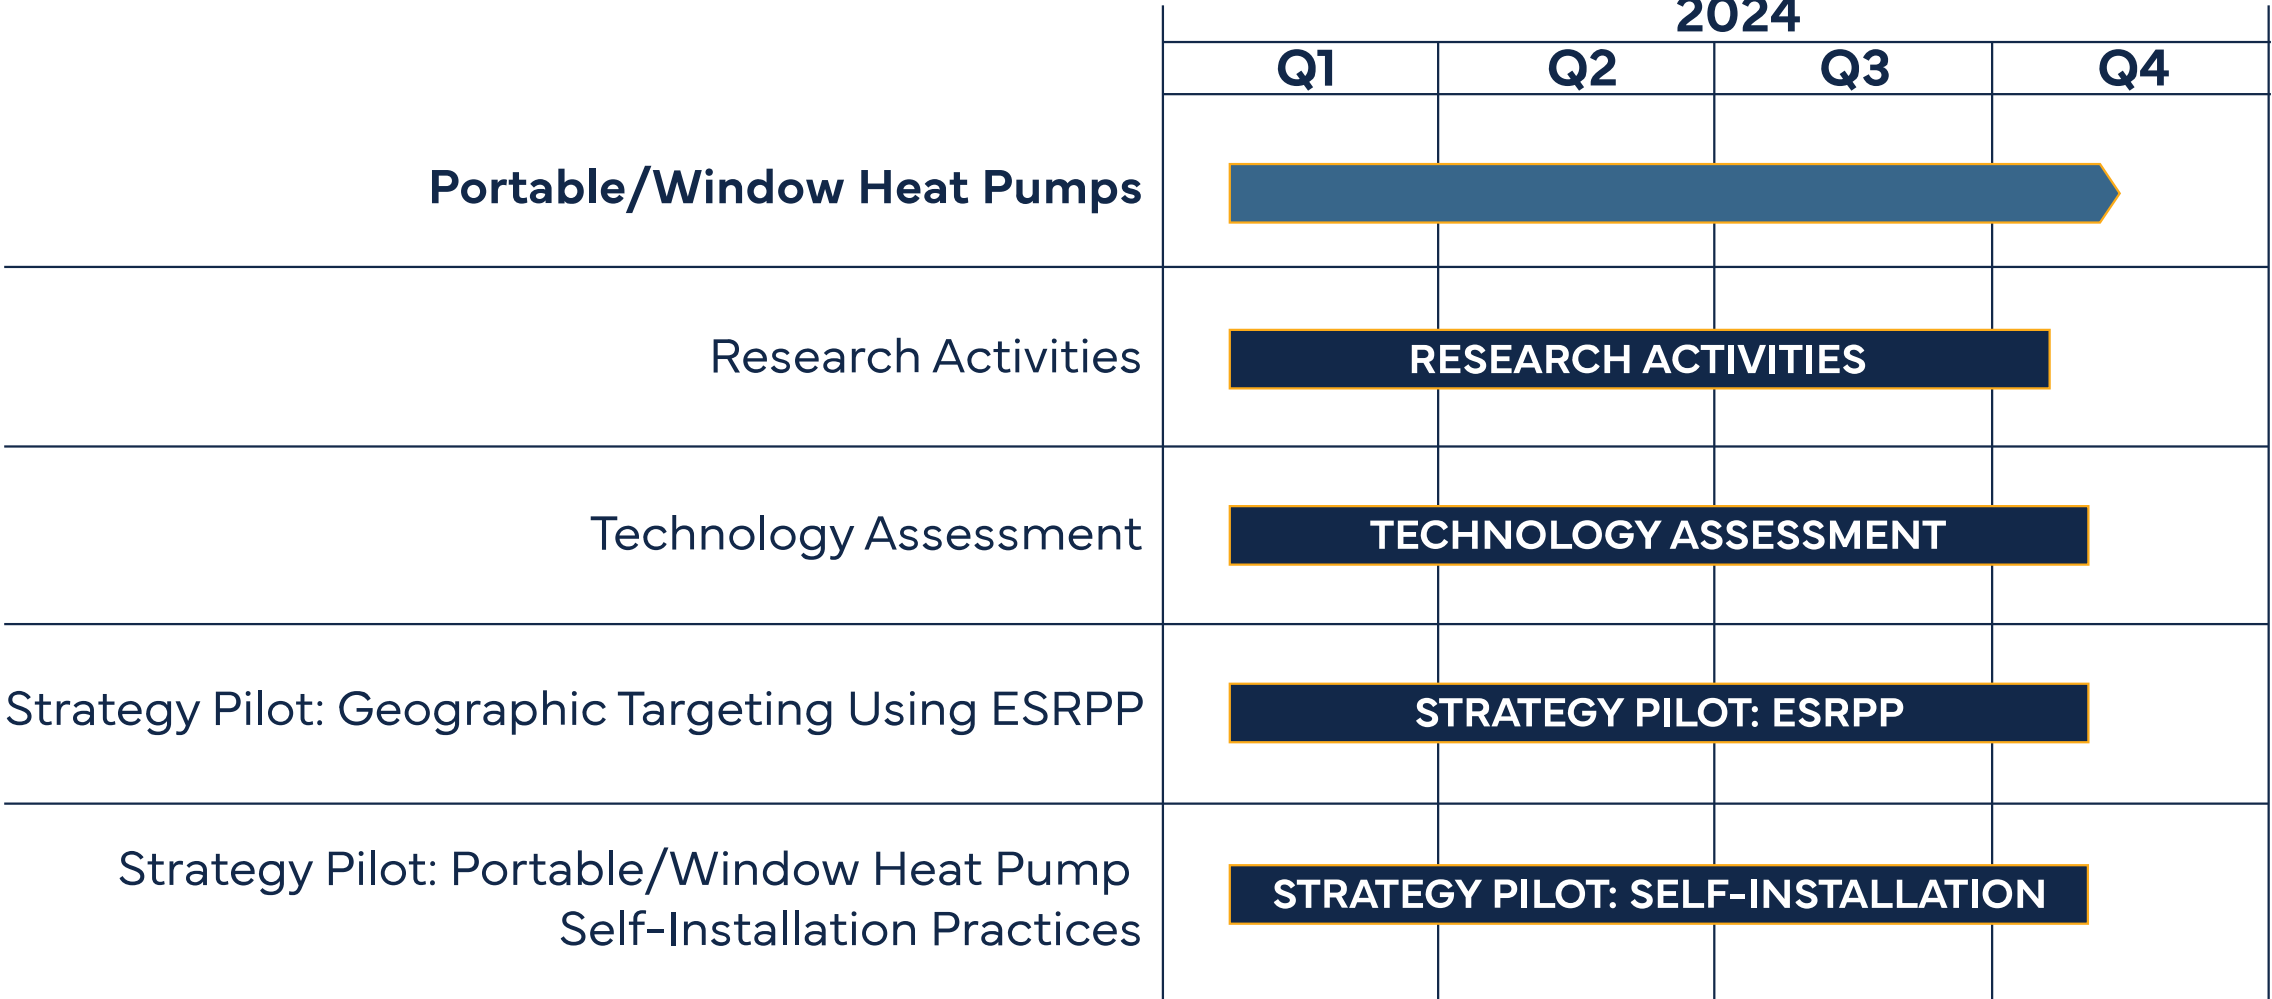 2024
Q1 Q2 Q3 Q4
Portable/Window Heat Pumps
Research Activities
RESEARCH ACTIVITIES
Technology Assessment
TECHNOLOGY ASSESSMENT
Strategy Pilot: Geographic Targeting Using ESRPP
STRATEGY PILOT: ESRPP
Strategy Pilot: Portable/Window Heat Pump
Self-Installation Practices
STRATEGY PILOT: SELF-INSTALLATION